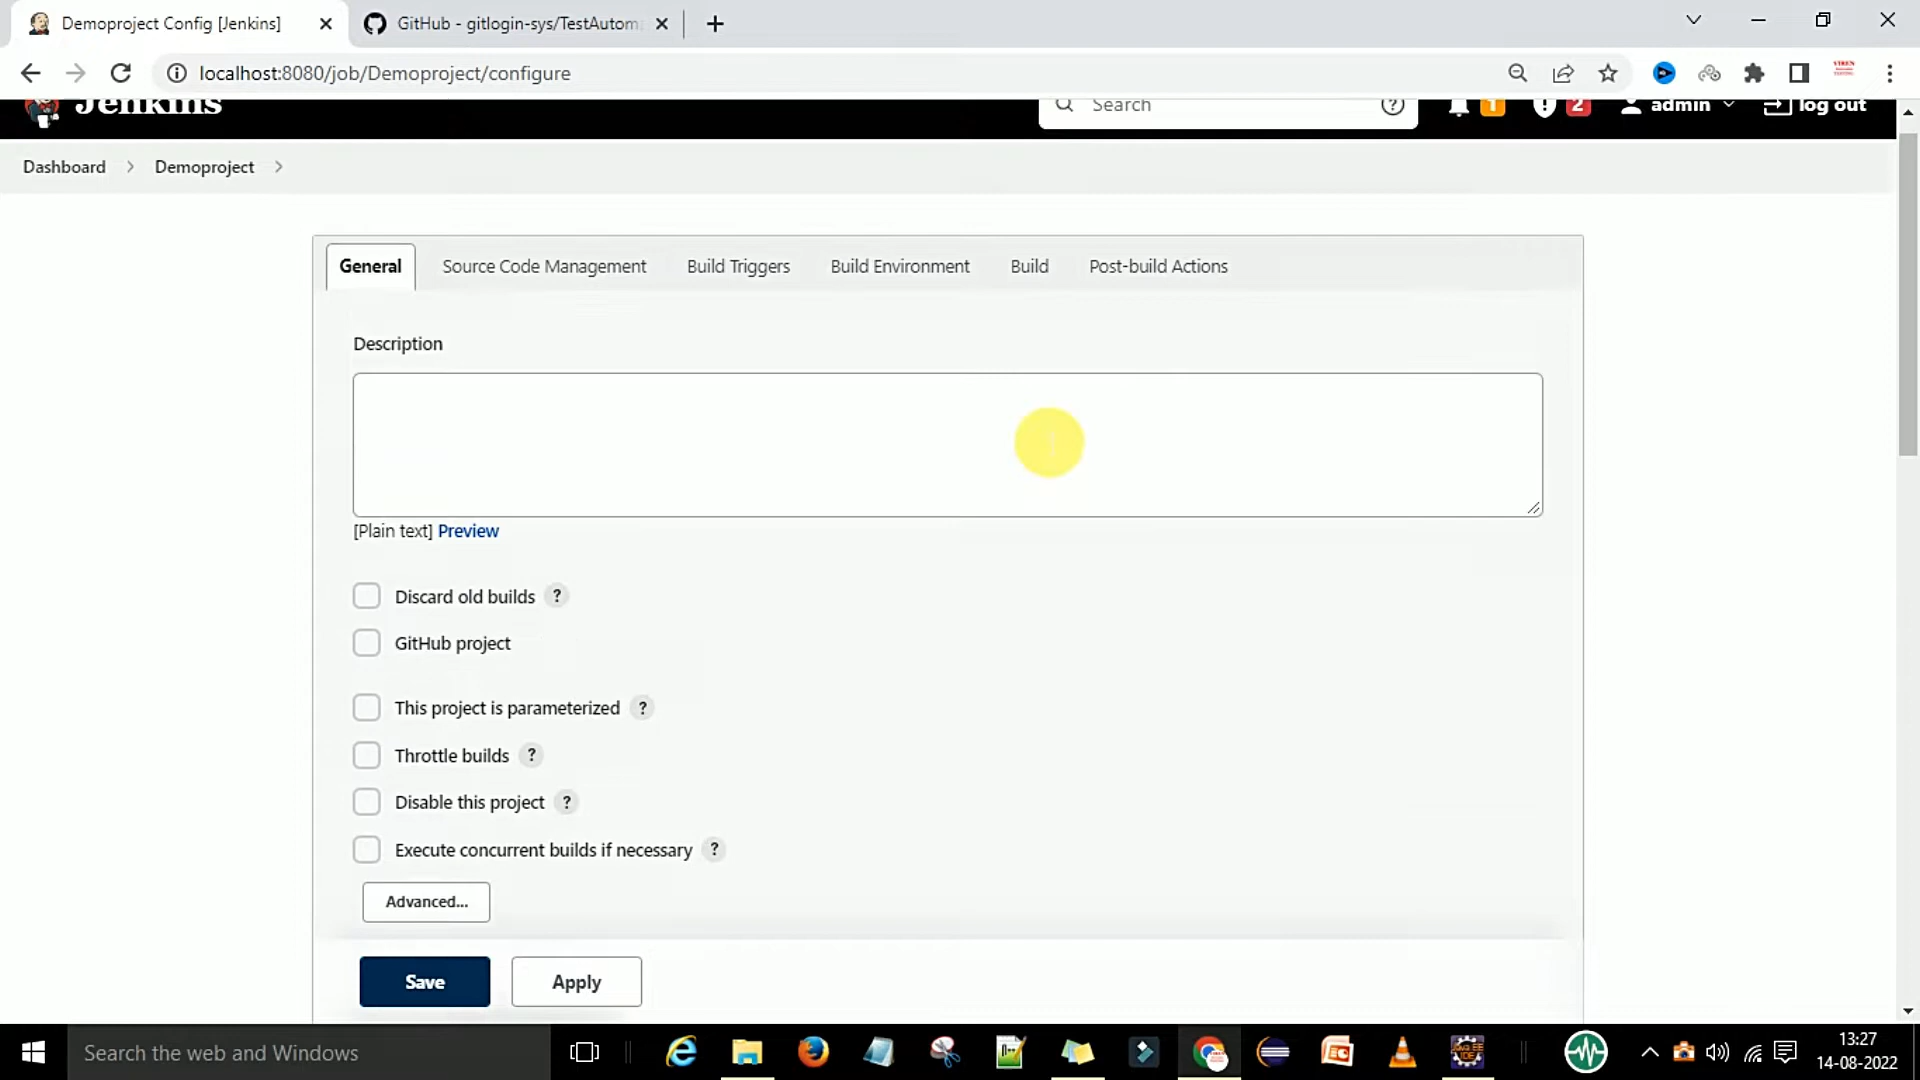 Demoproject Config [Jenkins]
GitHub - gitlogin-sys/TestAutom
localhost:8080/job/Demoproject/configure
Jenkins
Search
1
2
admin
log out
Dashboard
Demoproject
General
Source Code Management
Build Triggers
Build Environment
Build
Post-build Actions
Description
[Plain text] Preview
Discard old builds ?
GitHub project
This project is parameterized ?
Throttle builds ?
Disable this project ?
Execute concurrent builds if necessary ?
Advanced...
Save
Apply
Search the web and Windows
13:27
14-08-2022